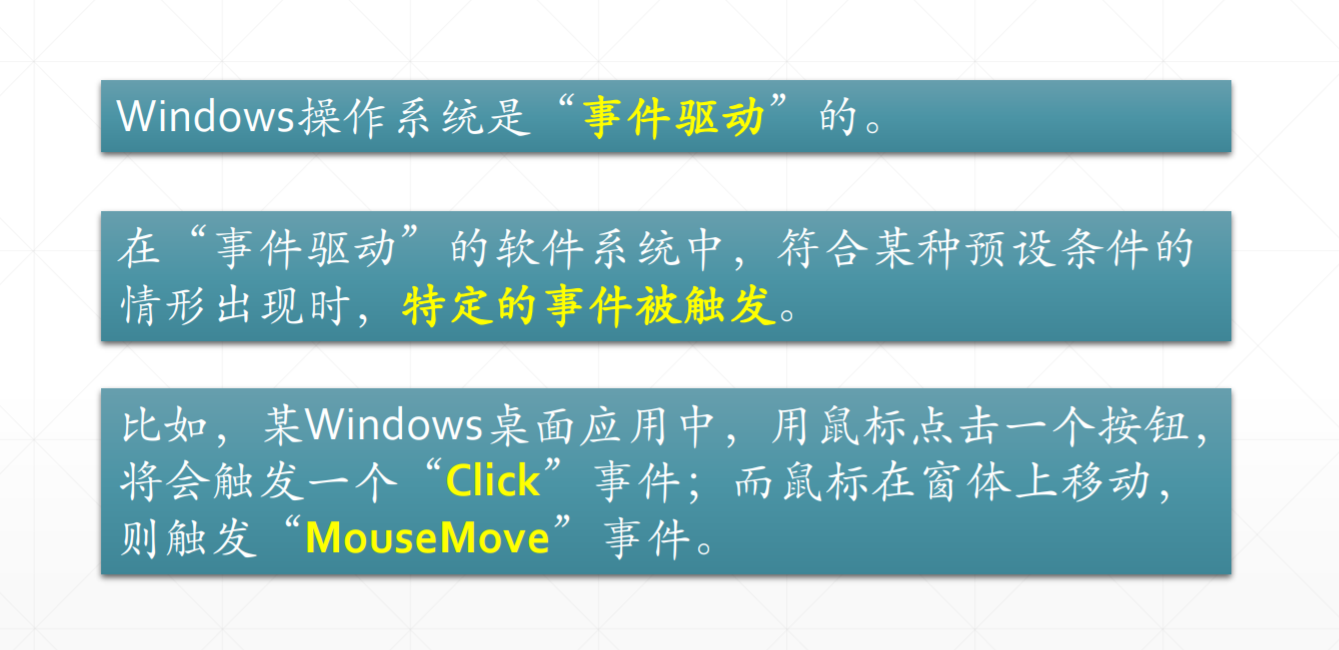 Windows操作系统是“事件驱动”的。
在“事件驱动”的软件系统中，符合某种预设条件的
情形出现时，特定的事件被触发。
比如，某Windows桌面应用中，用鼠标点击一个按钮，
将会触发一个“Click”事件；而鼠标在窗体上移动，
则触发“MouseMove”事件。